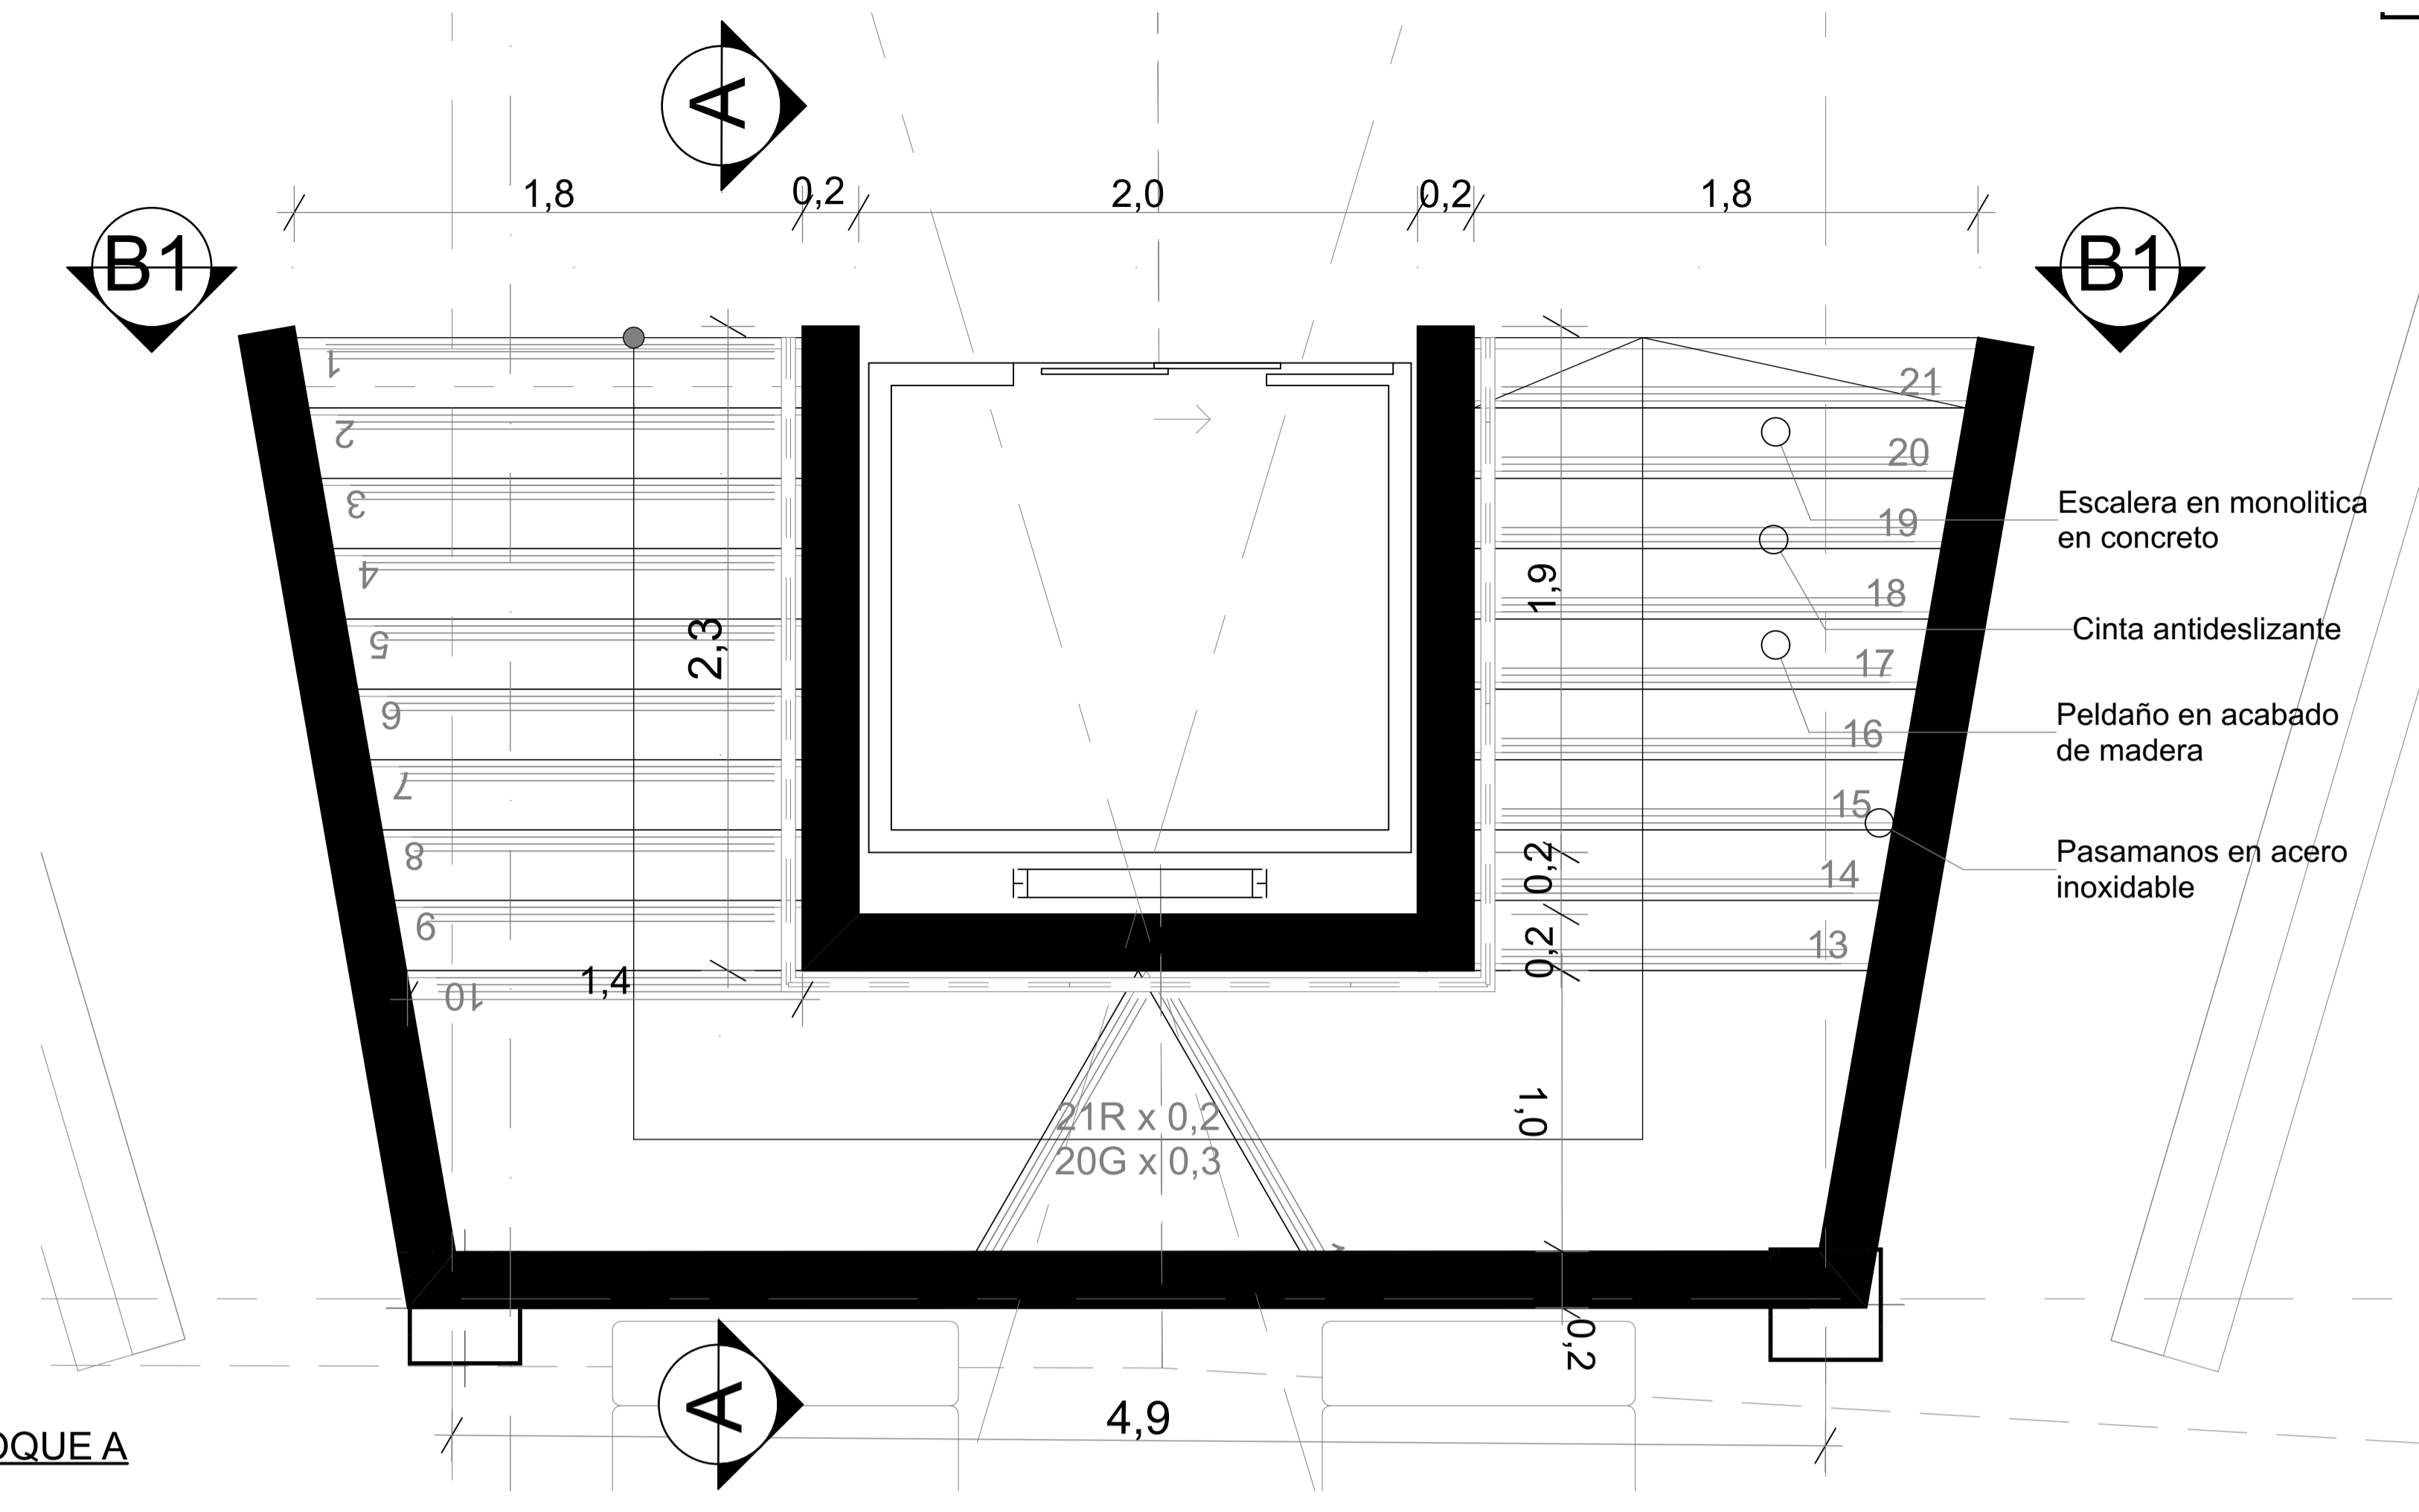 A
1,8
0,2
2,0
0,2
1,8
B1
B1
1
21
2
20
3
Escalera en monolitica
en concreto
19
4
1,9
18
5
2,3
Cinta antideslizante
17
6
Peldaño en acabado
de madera
16
7
15
8
0,2
Pasamanos en acero
inoxidable
14
9
0,2
13
10
1,4
21R x 0,2
20G x 0,3
1,0
0,2
A
4,9
OQUE A